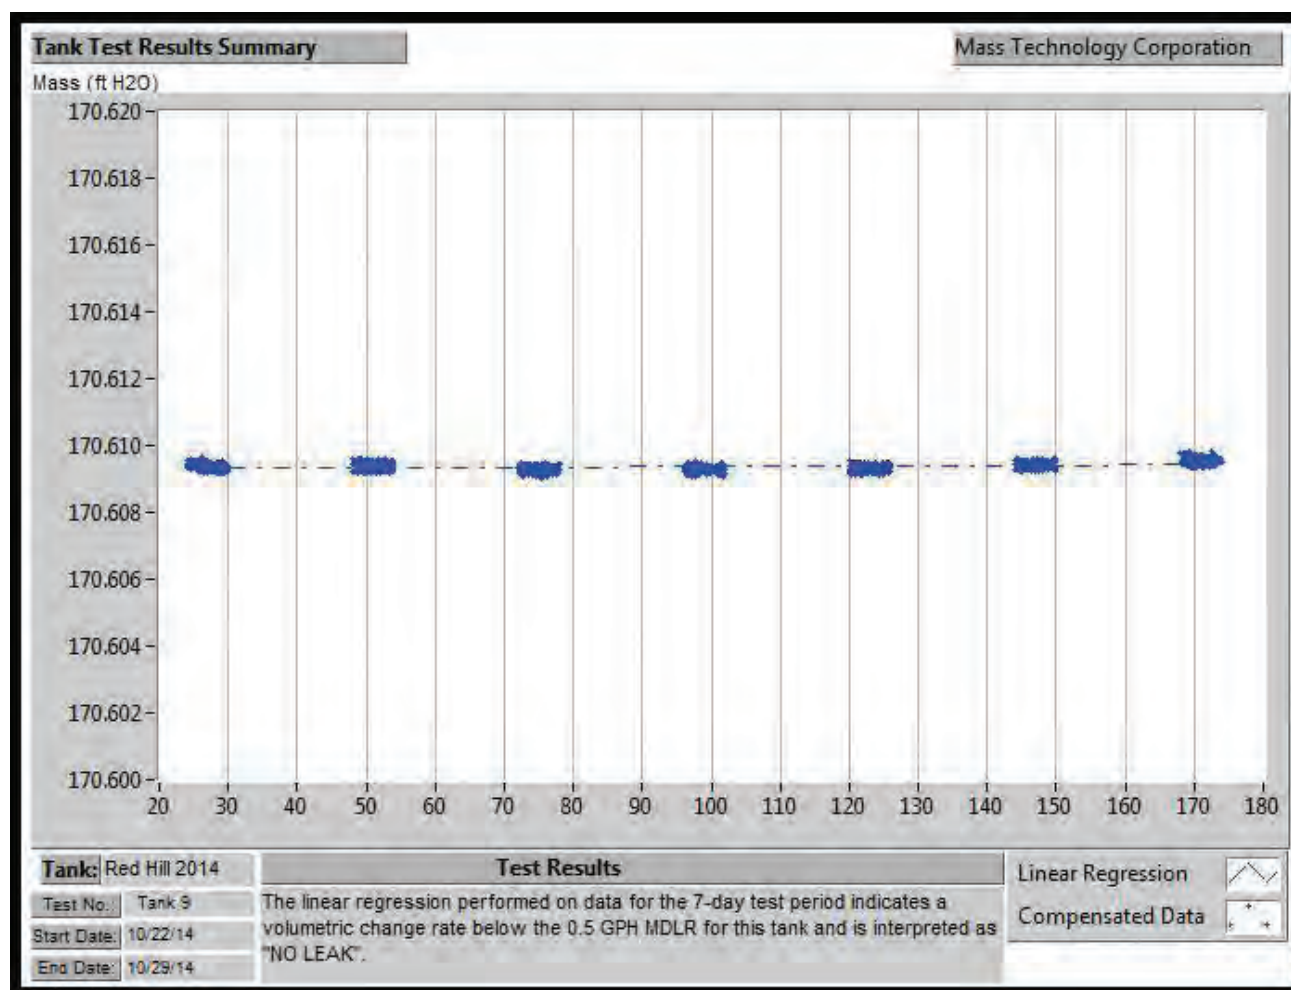 Tank Test Results Summary
Mass Technology Corporation
Mass (ft H2O)
170.620
170.618
170.616
170.614
170.612
170.610
170.608
170.606
170.604
170.602
170.600
20 30 40 50 60 70 80 90 100 110 120 130 140 150 160 170 180
Tank: Red Hill 2014
Test No.: Tank 9
Start Date: 10/22/14
End Date: 10/29/14
Test Results
The linear regression performed on data for the 7-day test period indicates a
volumetric change rate below the 0.5 GPH MDLR for this tank and is interpreted as
"NO LEAK".
Linear Regression
Compensated Data